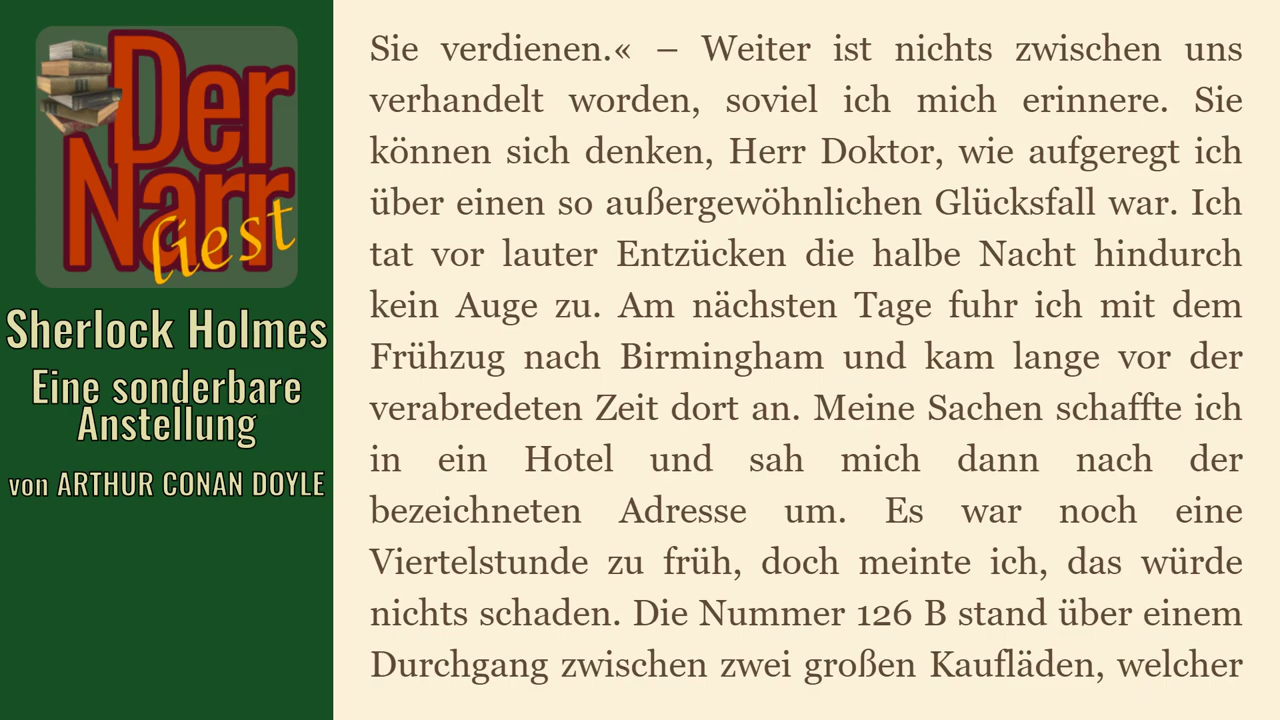 Der
Narr
liest
Sherlock Holmes
Eine sonderbare
Anstellung
von ARTHUR CONAN DOYLE
Sie verdienen.« – Weiter ist nichts zwischen uns
verhandelt worden, soviel ich mich erinnere. Sie
können sich denken, Herr Doktor, wie aufgeregt ich
über einen so außergewöhnlichen Glücksfall war. Ich
tat vor lauter Entzücken die halbe Nacht hindurch
kein Auge zu. Am nächsten Tage fuhr ich mit dem
Frühzug nach Birmingham und kam lange vor der
verabredeten Zeit dort an. Meine Sachen schaffte ich
in ein Hotel und sah mich dann nach der
bezeichneten Adresse um. Es war noch eine
Viertelstunde zu früh, doch meinte ich, das würde
nichts schaden. Die Nummer 126 B stand über einem
Durchgang zwischen zwei großen Kaufläden, welcher